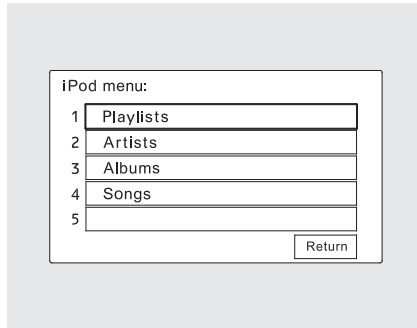 iPod menu:
1 Playlists
2 Artists
3 Albums
4 Songs
5
Return